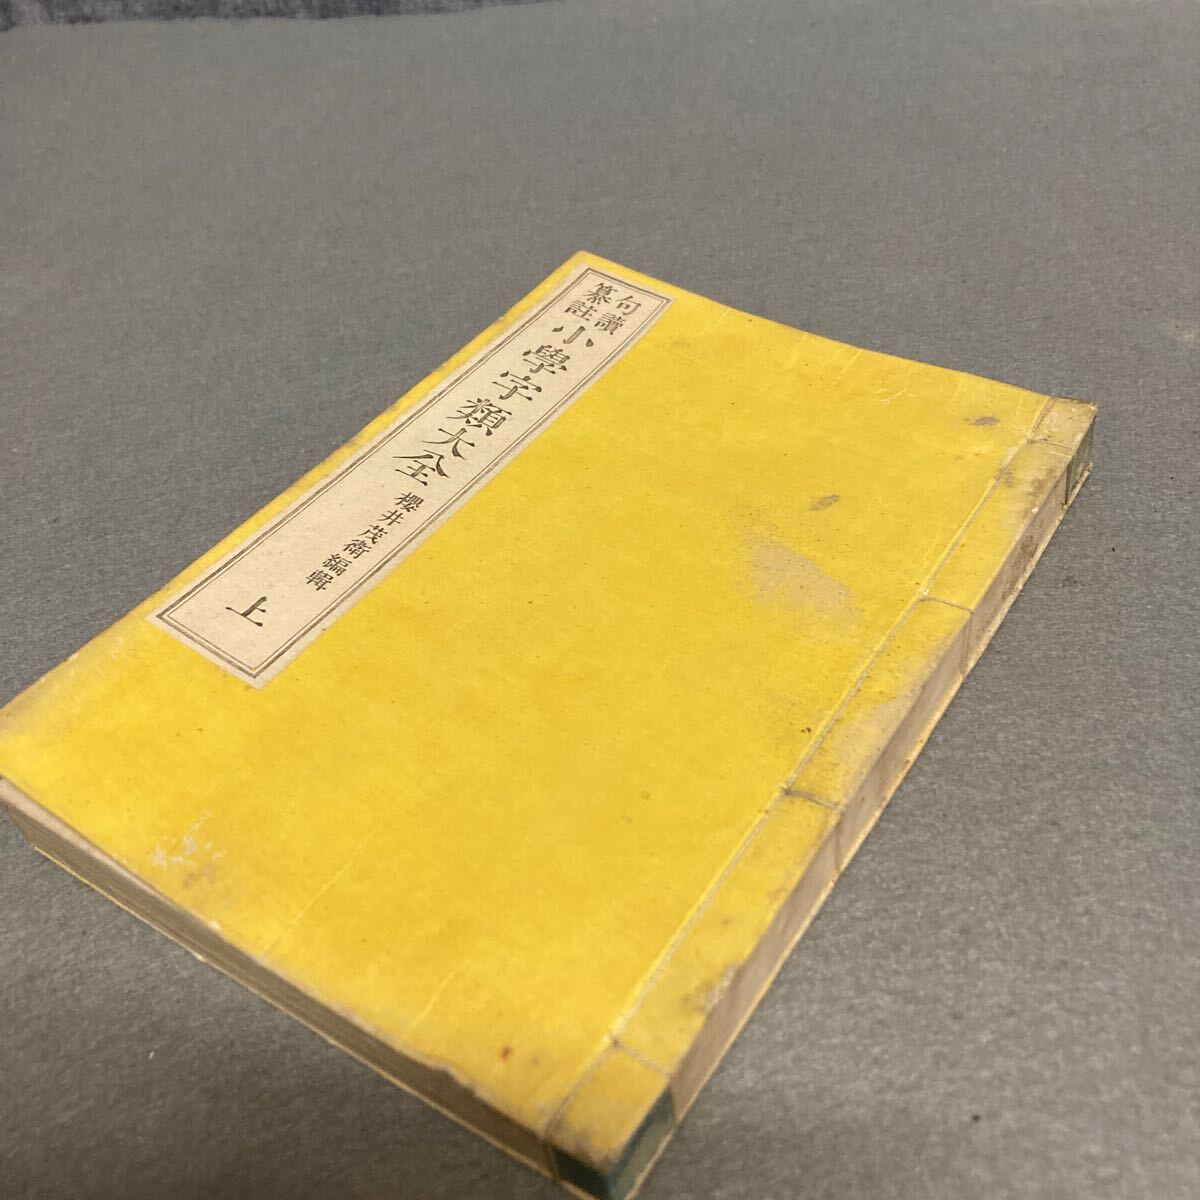 句讀
纂註
小學字類大全
櫻井茂衛編輯
上